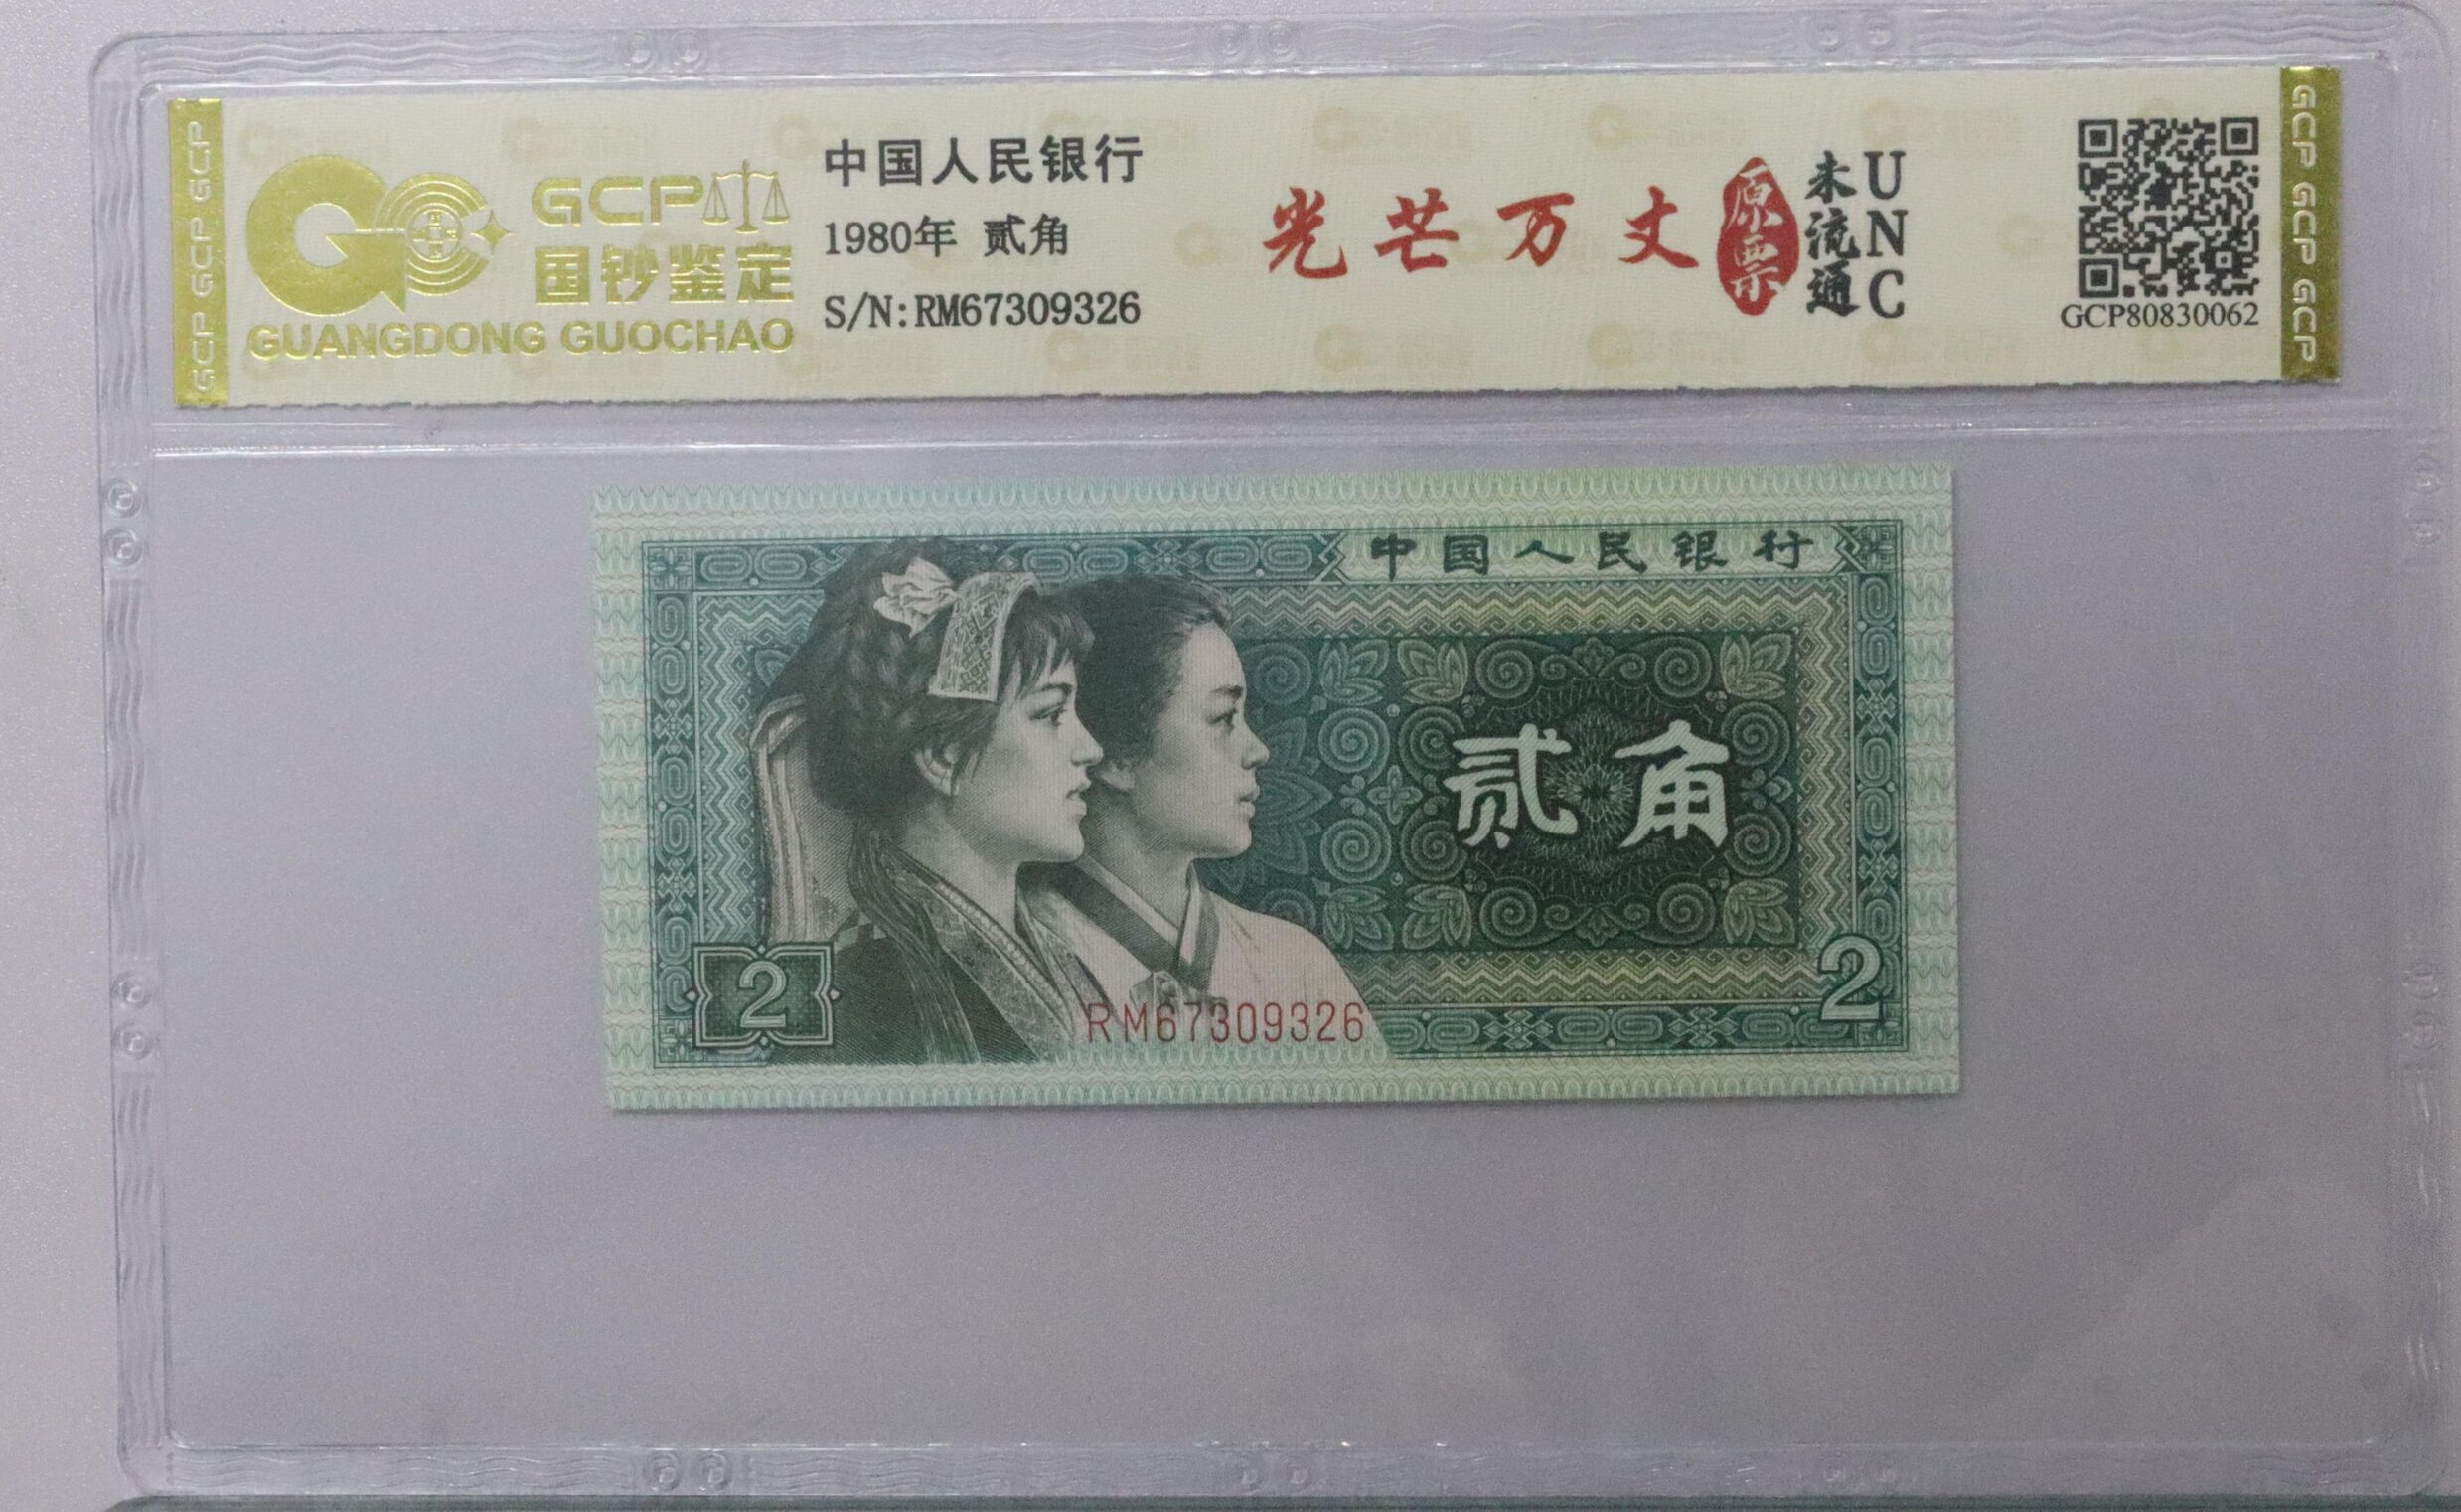 GCP GCP GCP
GCP
国钞鉴定
GUANGDONG GUOCHAO
中国人民银行
1980年 贰角
S/N:RM67309326
光芒万丈
原票
未流通
UNC
GCP80830062
GCP GCP GCP
中国人民银行
贰角
2
RM67309326
2